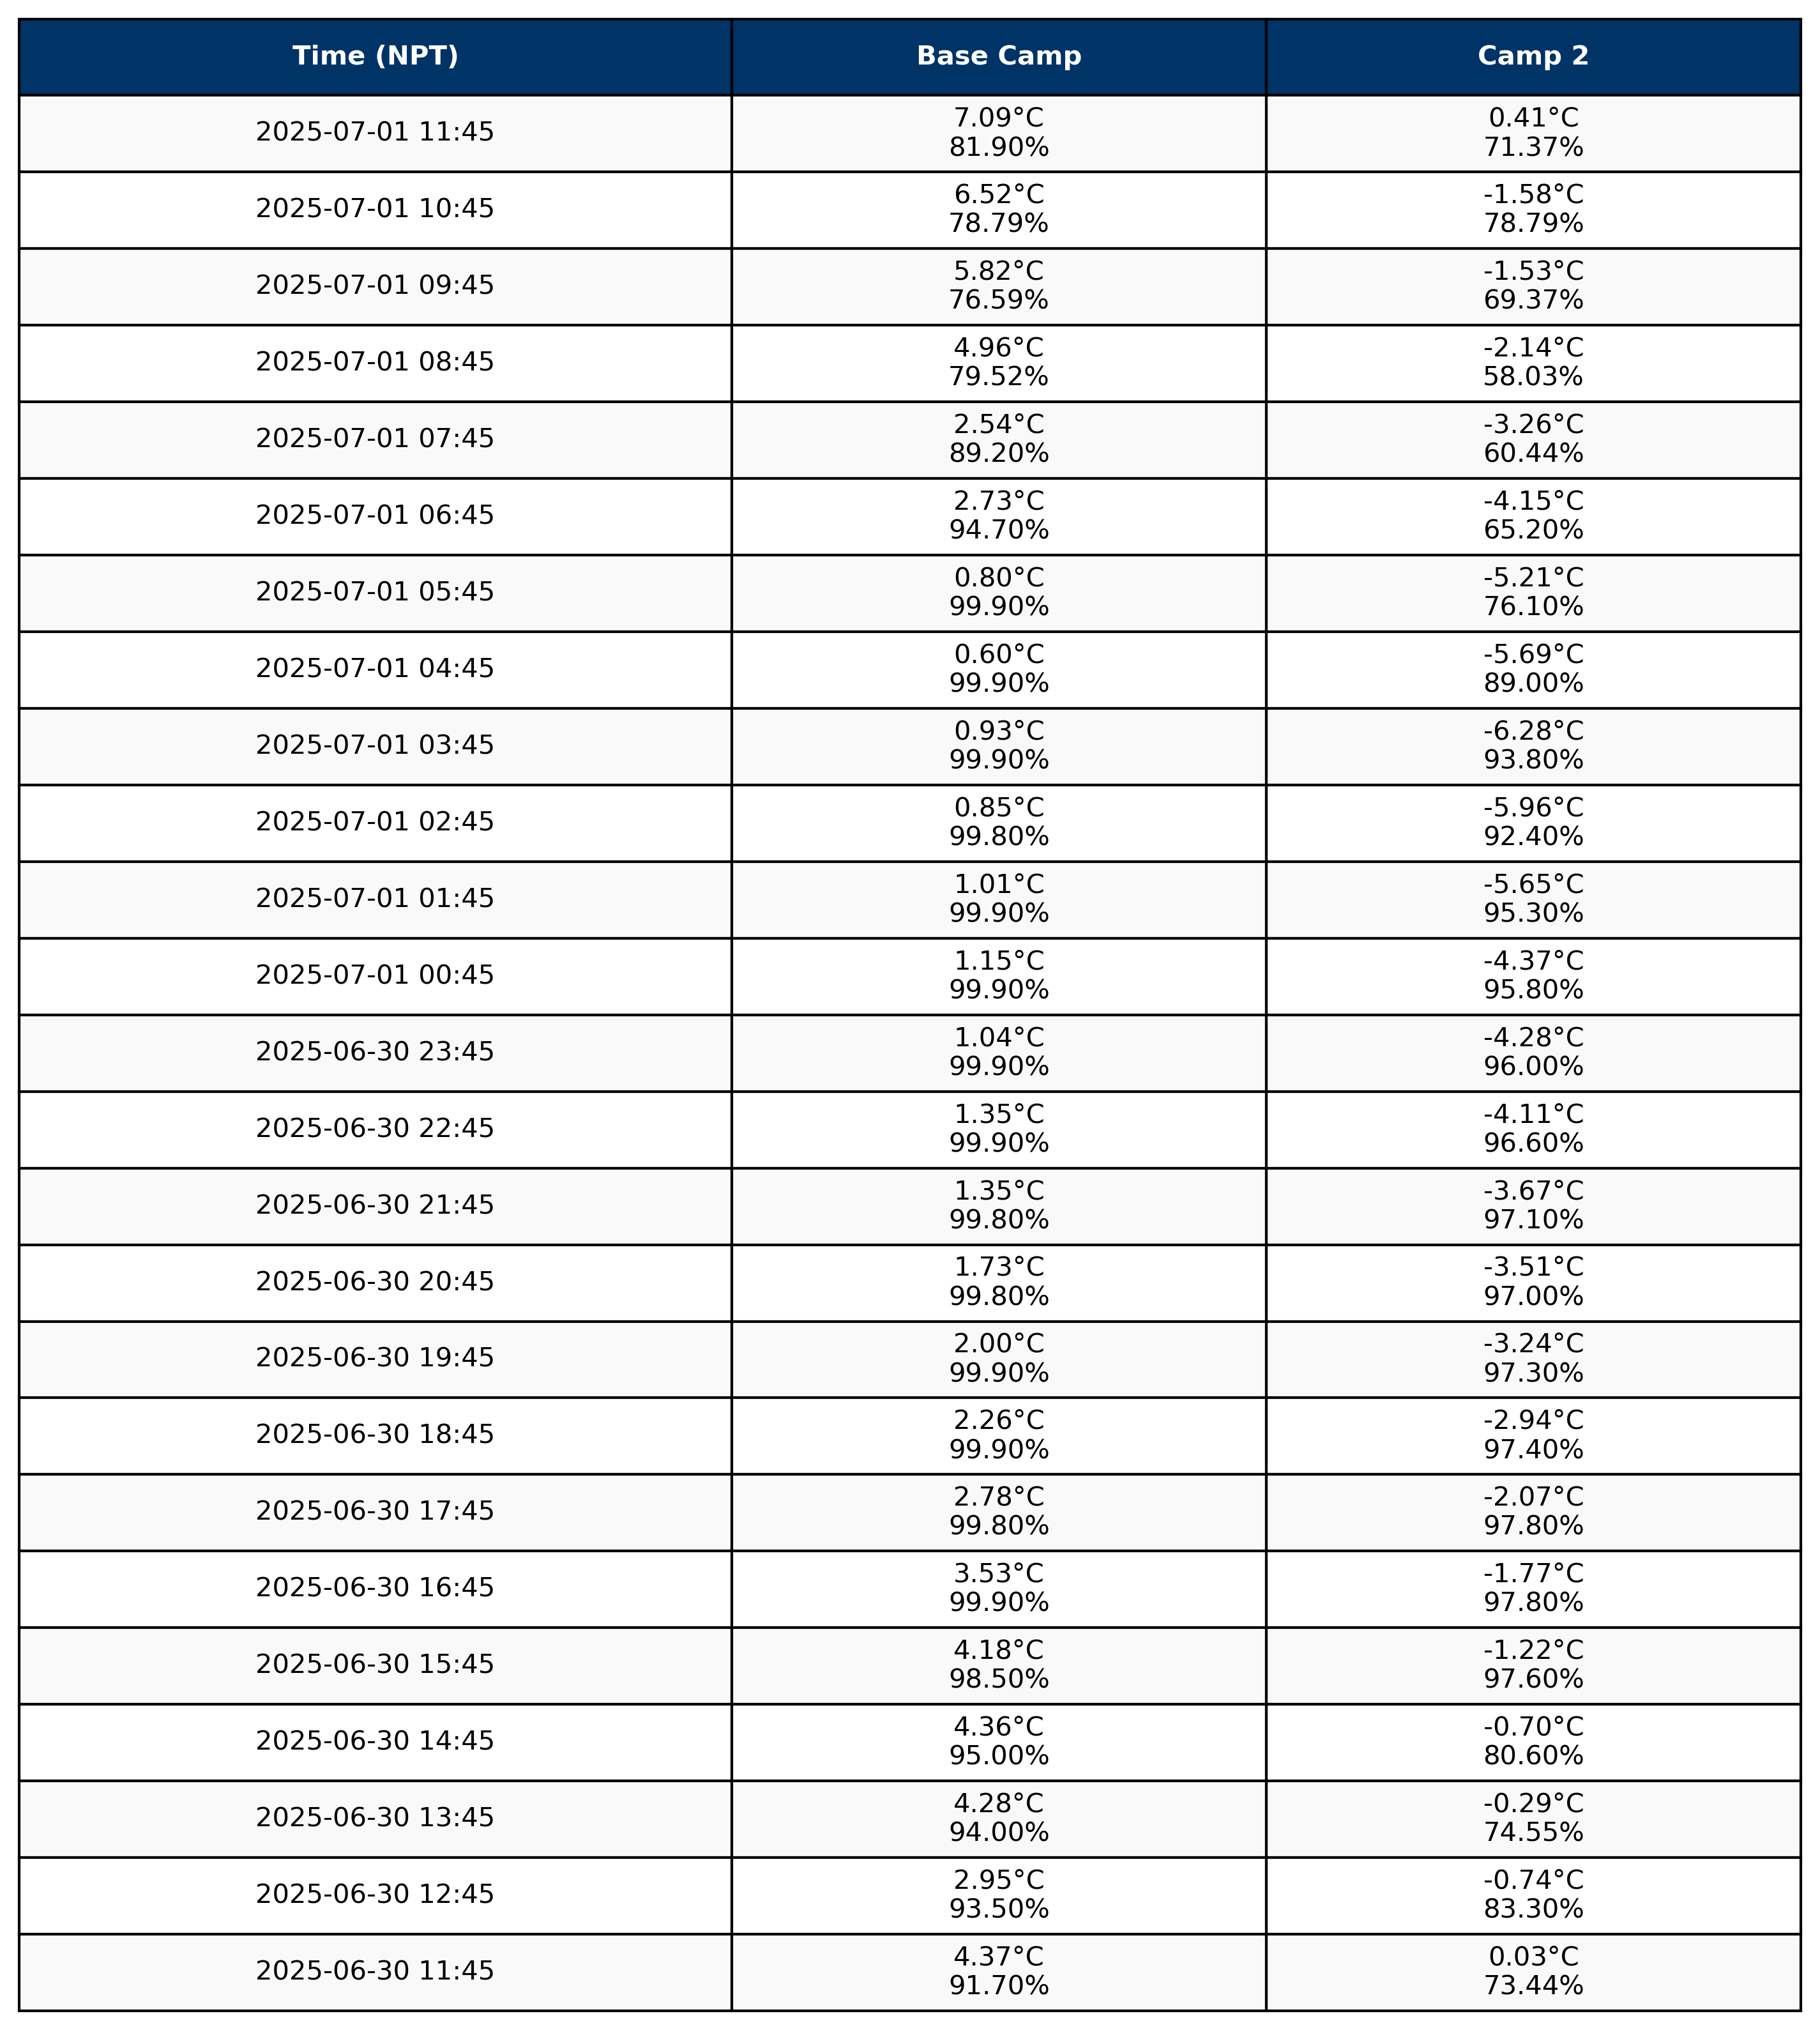 Time (NPT) Base Camp Camp 2
2025-07-01 11:45 7.09°C 0.41°C
81.90% 71.37%
2025-07-01 10:45 6.52°C -1.58°C
78.79% 78.79%
2025-07-01 09:45 5.82°C -1.53°C
76.59% 69.37%
2025-07-01 08:45 4.96°C -2.14°C
79.52% 58.03%
2025-07-01 07:45 2.54°C -3.26°C
89.20% 60.44%
2025-07-01 06:45 2.73°C -4.15°C
94.70% 65.20%
2025-07-01 05:45 0.80°C -5.21°C
99.90% 76.10%
2025-07-01 04:45 0.60°C -5.69°C
99.90% 89.00%
2025-07-01 03:45 0.93°C -6.28°C
99.90% 93.80%
2025-07-01 02:45 0.85°C -5.96°C
99.80% 92.40%
2025-07-01 01:45 1.01°C -5.65°C
99.90% 95.30%
2025-07-01 00:45 1.15°C -4.37°C
99.90% 95.80%
2025-06-30 23:45 1.04°C -4.28°C
99.90% 96.00%
2025-06-30 22:45 1.35°C -4.11°C
99.90% 96.60%
2025-06-30 21:45 1.35°C -3.67°C
99.80% 97.10%
2025-06-30 20:45 1.73°C -3.51°C
99.80% 97.00%
2025-06-30 19:45 2.00°C -3.24°C
99.90% 97.30%
2025-06-30 18:45 2.26°C -2.94°C
99.90% 97.40%
2025-06-30 17:45 2.78°C -2.07°C
99.80% 97.80%
2025-06-30 16:45 3.53°C -1.77°C
99.90% 97.80%
2025-06-30 15:45 4.18°C -1.22°C
98.50% 97.60%
2025-06-30 14:45 4.36°C -0.70°C
95.00% 80.60%
2025-06-30 13:45 4.28°C -0.29°C
94.00% 74.55%
2025-06-30 12:45 2.95°C -0.74°C
93.50% 83.30%
2025-06-30 11:45 4.37°C 0.03°C
91.70% 73.44%